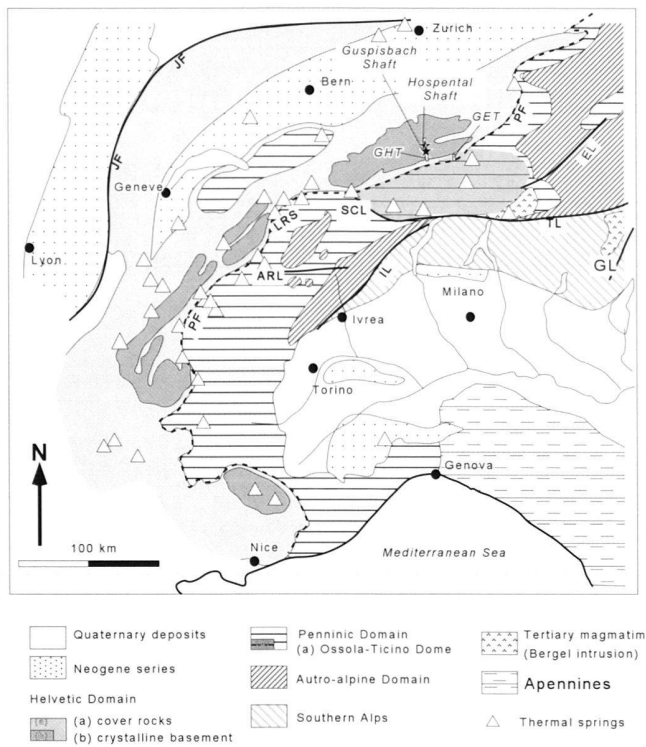 Zurich
Guspisbach
Shaft
JF
Bern
Hospental
Shaft
PF
GET
GHT
EL
JF
Geneve
LRS
SCL
TL
Lyon
ARL
IL
GL
Milano
PF
Ivrea
Torino
N
Genova
100 km
Nice
Mediterranean Sea
Quaternary deposits
Neogene series
Helvetic Domain
(a)
(a) cover rocks
(b)
(b) crystalline basement
Penninic Domain
(a) Ossola-Ticino Dome
Autro-alpine Domain
Southern Alps
Tertiary magmatim
(Bergel intrusion)
Apennines
Thermal springs